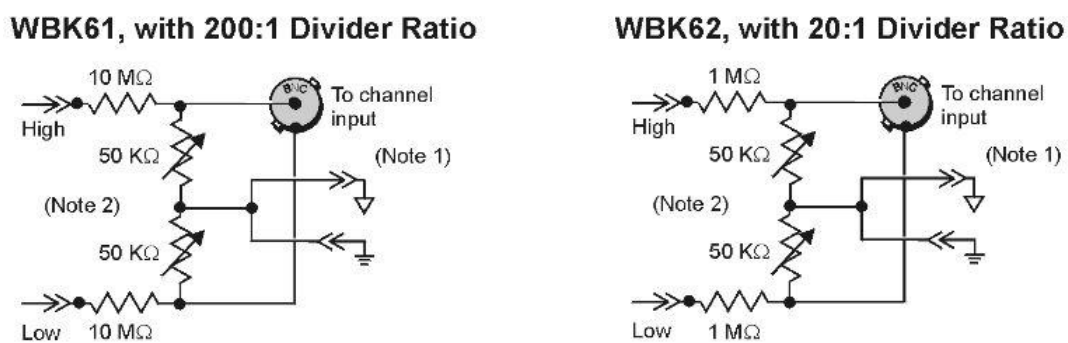 WBK61, with 200:1 Divider Ratio
10 MΩ
BNC
To channel
input
High
50 KΩ
(Note 1)
(Note 2)
50 KΩ
Low
10 MΩ
WBK62, with 20:1 Divider Ratio
1 MΩ
BNC
To channel
input
High
50 KΩ
(Note 1)
(Note 2)
50 KΩ
Low
1 MΩ